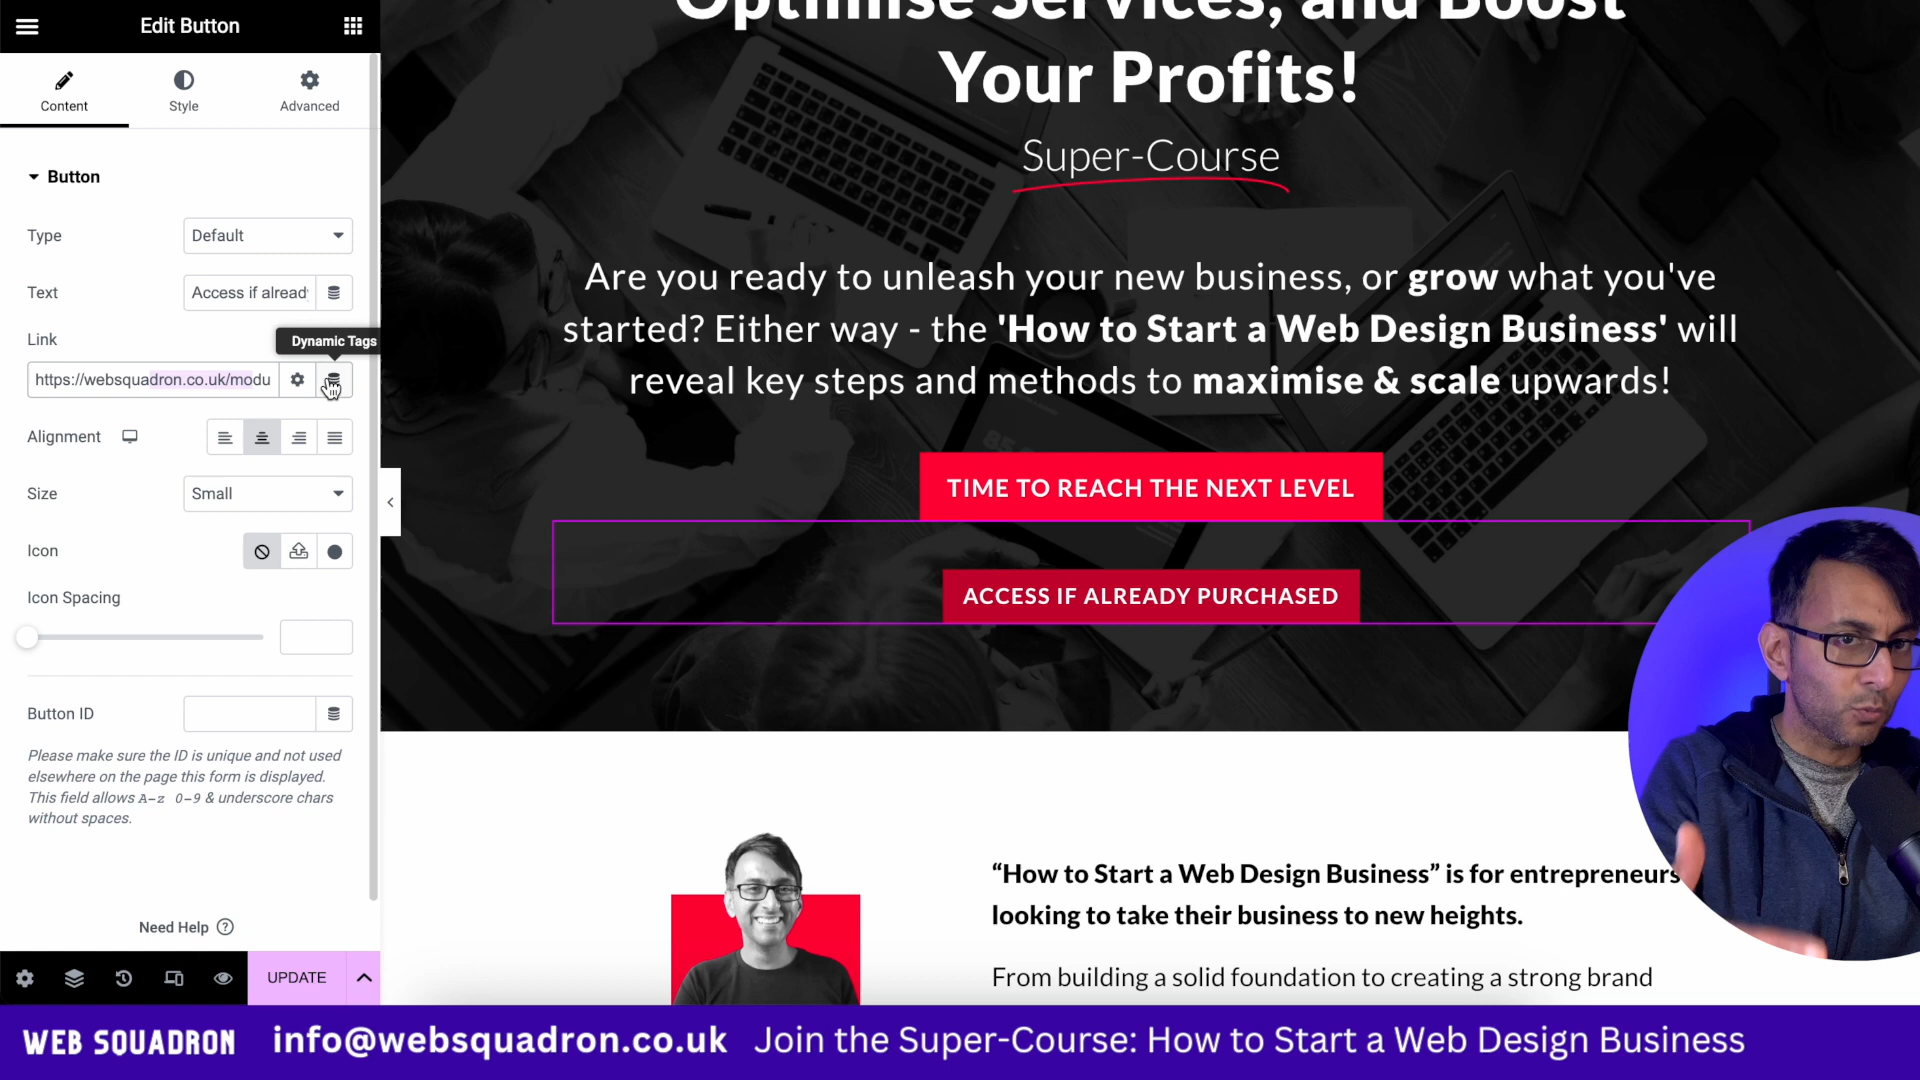 Edit Button
Content
Style
Advanced
Button
Type
Default
Text
Access if alread
Link
Dynamic Tags
https://websquadron.co.uk/modu
Alignment
Size
Small
Icon
Icon Spacing
Button ID
Please make sure the ID is unique and not used
elsewhere on the page this form is displayed.
This field allows A-z 0-9 & underscore chars
without spaces.
Need Help
UPDATE
Optimise Services, and Boost
Your Profits!
Super-Course
Are you ready to unleash your new business, or grow what you've
started? Either way - the 'How to Start a Web Design Business' will
reveal key steps and methods to maximise & scale upwards!
TIME TO REACH THE NEXT LEVEL
ACCESS IF ALREADY PURCHASED
“How to Start a Web Design Business” is for entrepreneurs
looking to take their business to new heights.
From building a solid foundation to creating a strong brand
WEB SQUADRON
info@websquadron.co.uk
Join the Super-Course: How to Start a Web Design Business